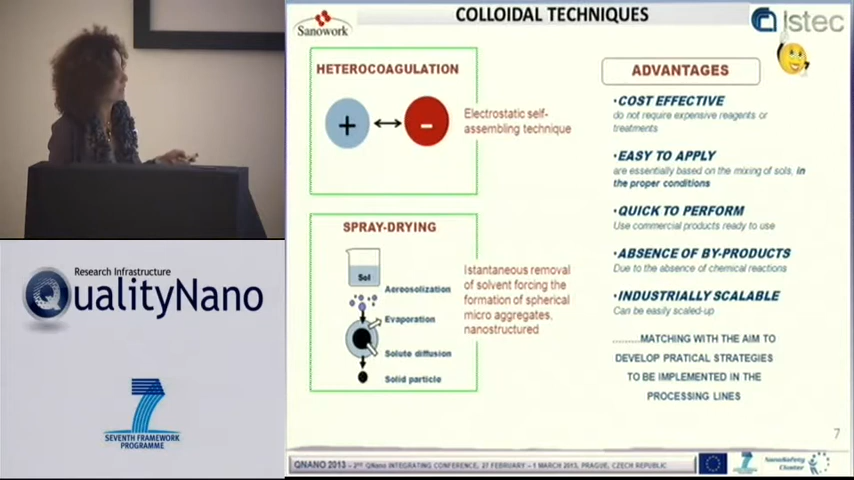 Sanowork
COLLOIDAL TECHNIQUES
Istec
HETEROCOAGULATION
+
-
Electrostatic self-
assembling technique
SPRAY-DRYING
Sol
Aereosolization
Evaporation
Solute diffusion
Solid particle
Istantaneous removal
of solvent forcing the
formation of spherical
micro aggregates,
nanostructured
ADVANTAGES
•COST EFFECTIVE
do not require expensive reagents or
treatments
•EASY TO APPLY
are essentially based on the mixing of sols, in
the proper conditions
•QUICK TO PERFORM
Use commercial products ready to use
•ABSENCE OF BY-PRODUCTS
Due to the absence of chemical reactions
•INDUSTRIALLY SCALABLE
Can be easily scaled-up
..........MATCHING WITH THE AIM TO
DEVELOP PRATICAL STRATEGIES
TO BE IMPLEMENTED IN THE
PROCESSING LINES
7
QNANO 2013 - 2ND QNano INTEGRATING CONFERENCE, 27 FEBRUARY – 1 MARCH 2013, PRAGUE, CZECH REPUBLIC
NanoSafety
Cluster
Research Infrastructure
QualityNano
SEVENTH FRAMEWORK
PROGRAMME